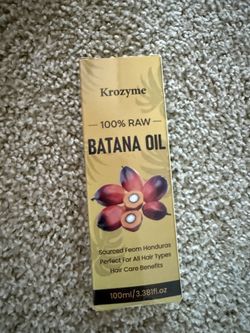 Krozyme
100% RAW
BATANA OIL
Sourced Feom Honduras
Perfect For All Hair Types
Hair Care Benefits
100ml/3.381fl.oz